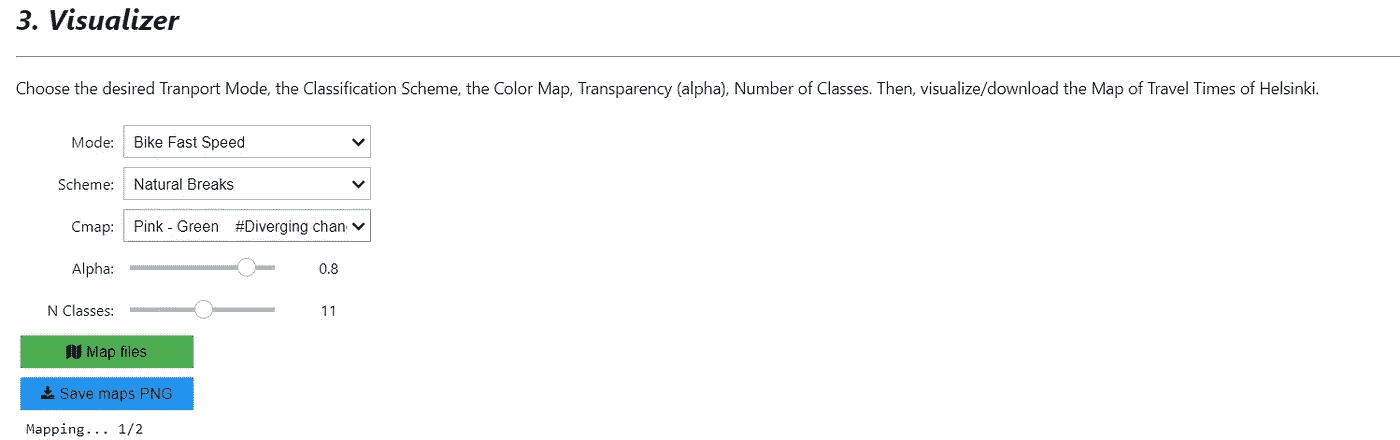 3. Visualizer
Choose the desired Tranport Mode, the Classification Scheme, the Color Map, Transparency (alpha), Number of Classes. Then, visualize/download the Map of Travel Times of Helsinki.
Mode: Bike Fast Speed
Scheme: Natural Breaks
Cmap: Pink - Green #Diverging chan
Alpha: 0.8
N Classes: 11
Map files
Save maps PNG
Mapping... 1/2